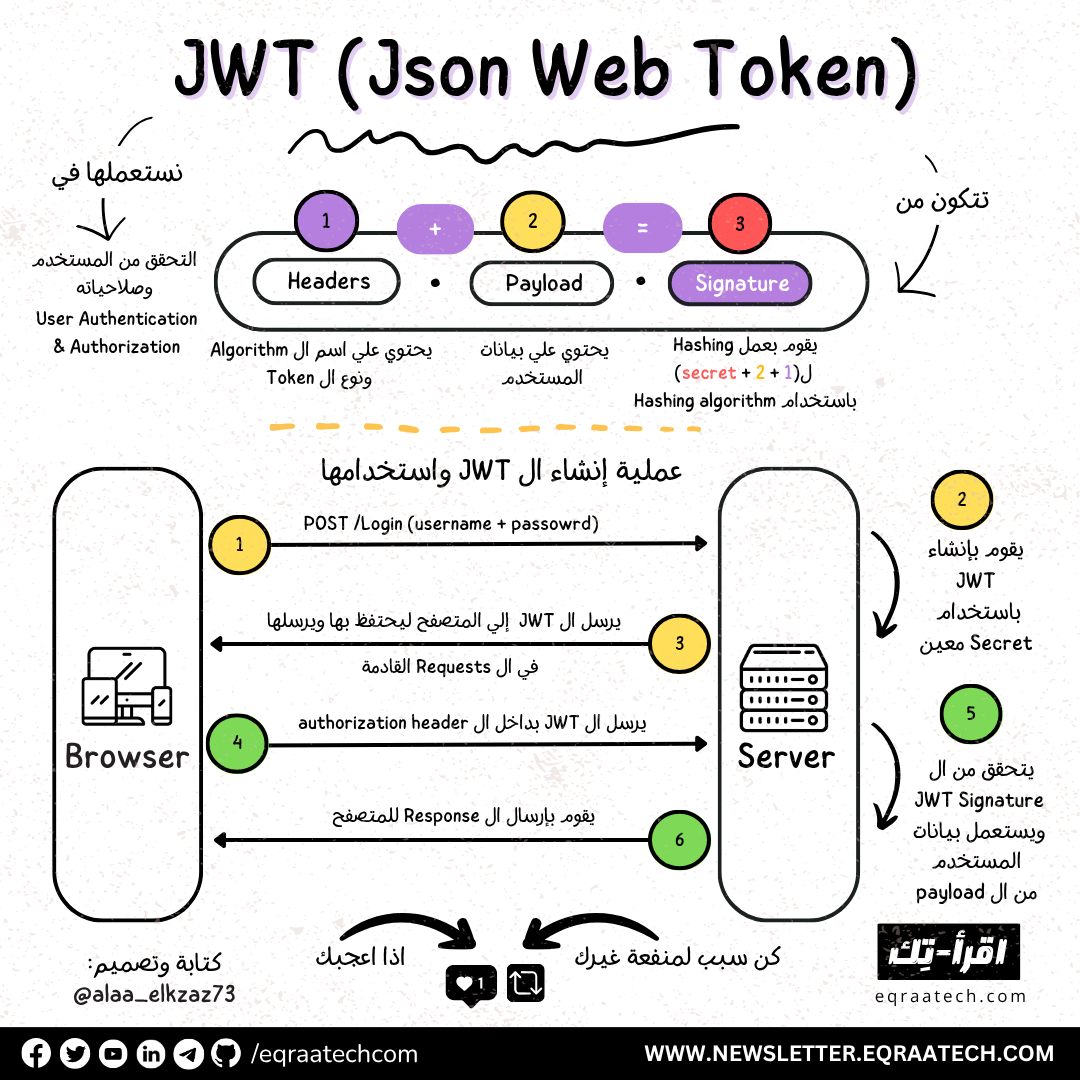 JWT (Json Web Token)
نستعملها في
التحقق من المستخدم
وصلاحياته
User Authentication
& Authorization
تتكون من
1
+
2
=
3
Headers . Payload . Signature
يحتوي علي اسم ال Algorithm
ونوع ال Token
يحتوي علي بيانات
المستخدم
يقوم بعمل Hashing
ل(1 + 2 + secret)
باستخدام Hashing algorithm
عملية إنشاء ال JWT واستخدامها
Browser
Server
1
POST /Login (username + passowrd)
2
يقوم بإنشاء
JWT
باستخدام
Secret معين
3
يرسل ال JWT إلي المتصفح ليحتفظ بها ويرسلها
في ال Requests القادمة
4
يرسل ال JWT بداخل ال authorization header
5
يتحقق من ال
JWT Signature
ويستعمل بيانات
المستخدم
من ال payload
6
يقوم بإرسال ال Response للمتصفح
كتابة وتصميم:
@alaa_elkzaz73
اذا اعجبك
1
كن سبب لمنفعة غيرك
اقرأ-تِك
eqraatech.com
/eqraatechcom
WWW.NEWSLETTER.EQRAATECH.COM